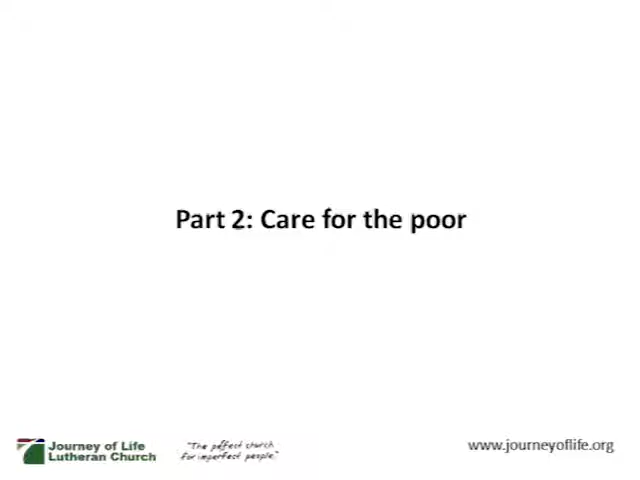 Part 2: Care for the poor
Journey of Life
Lutheran Church
"The perfect church
for imperfect people."
www.journeyoflife.org